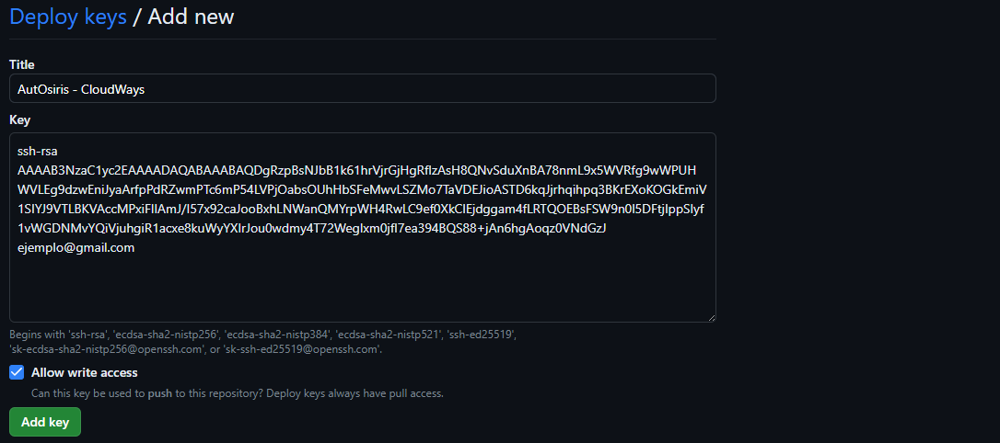 Deploy keys / Add new
Title
AutOsiris - CloudWays
Key
ssh-rsa
AAAAB3NzaC1yc2EAAAADAQABAAABAQDgRzpBsNJbB1k61hrVjrGjHgRflzAsH8QNvSduXnBA78nmL9x5WVRfg9wWPUH
WVLEg9dzwEniJyaArfpPdRZwmPTc6mP54LVPjOabsOUhHbSFeMwvLSZMo7TaVDEJioASTD6kqJjrhqihpq3BKrEXoKOGkEmiV
1SIYJ9VTLBKVAccMPxiFIIAmJ/I57x92caJooBxhLNWanQMYrpWH4RwLC9ef0XkClEjdggam4fLRTQOEBsFSW9n0I5DFtjIppSlyf
1vWGDNMvYQiVjuhgiR1acxe8kuWyYXIrJou0wdmy4T72WegIxm0jfI7ea394BQS88+jAn6hgAoqz0VNdGzJ
ejemplo@gmail.com
Begins with 'ssh-rsa', 'ecdsa-sha2-nistp256', 'ecdsa-sha2-nistp384', 'ecdsa-sha2-nistp521', 'ssh-ed25519',
'sk-ecdsa-sha2-nistp256@openssh.com', or 'sk-ssh-ed25519@openssh.com'.
Allow write access
Can this key be used to push to this repository? Deploy keys always have pull access.
Add key